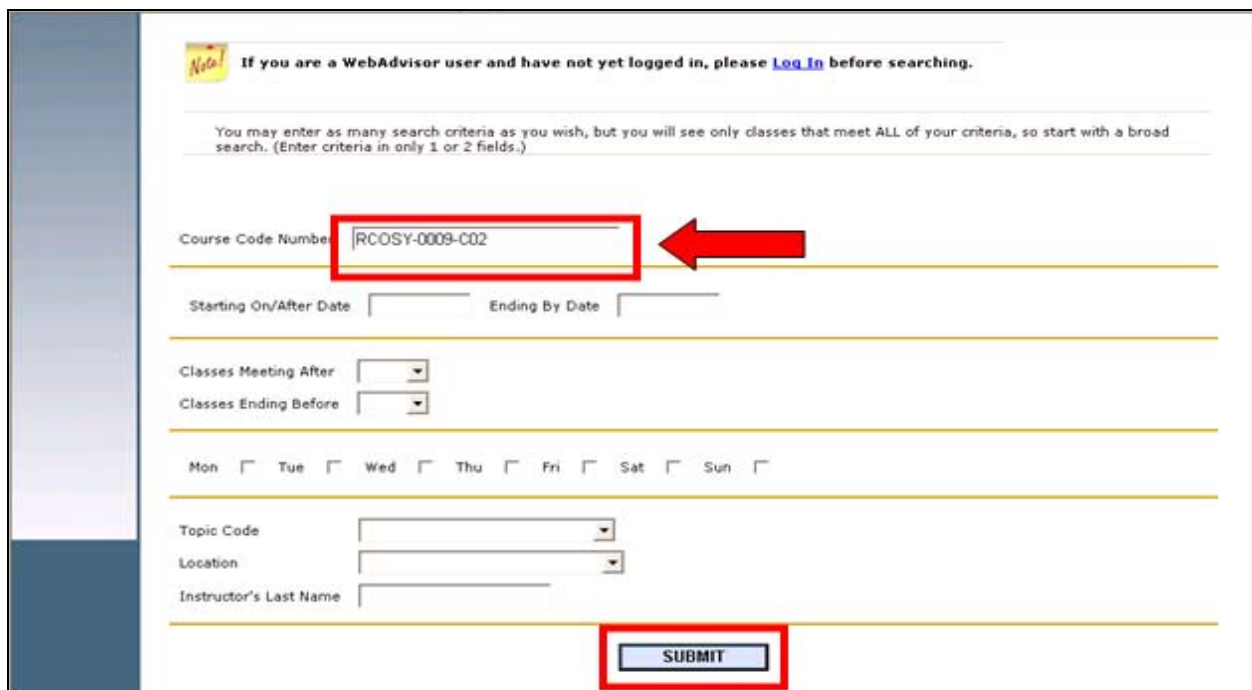 Note!
If you are a WebAdvisor user and have not yet logged in, please Log In before searching.
You may enter as many search criteria as you wish, but you will see only classes that meet ALL of your criteria, so start with a broad
search. (Enter criteria in only 1 or 2 fields.)
Course Code Number RCOSY-0009-C02
Starting On/After Date Ending By Date
Classes Meeting After
Classes Ending Before
Mon Tue Wed Thu Fri Sat Sun
Topic Code
Location
Instructor's Last Name
SUBMIT